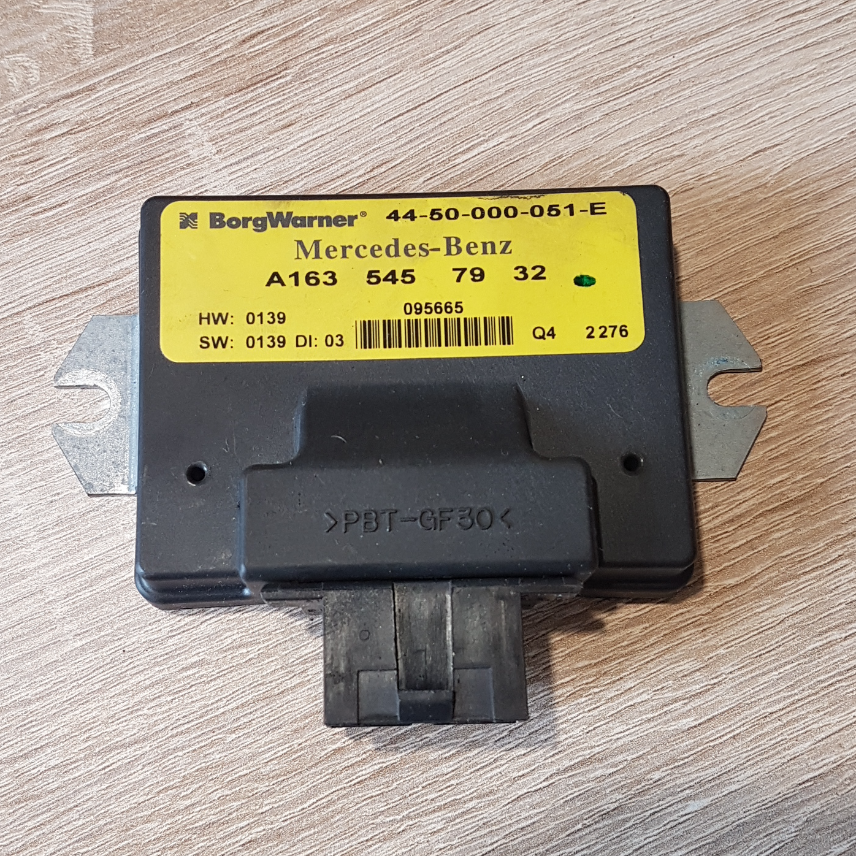 BorgWarner® 44-50-000-051-E
Mercedes-Benz
A163 545 79 32
HW: 0139 095665
SW: 0139 DI: 03 Q4 2276
>PBT-GF30<